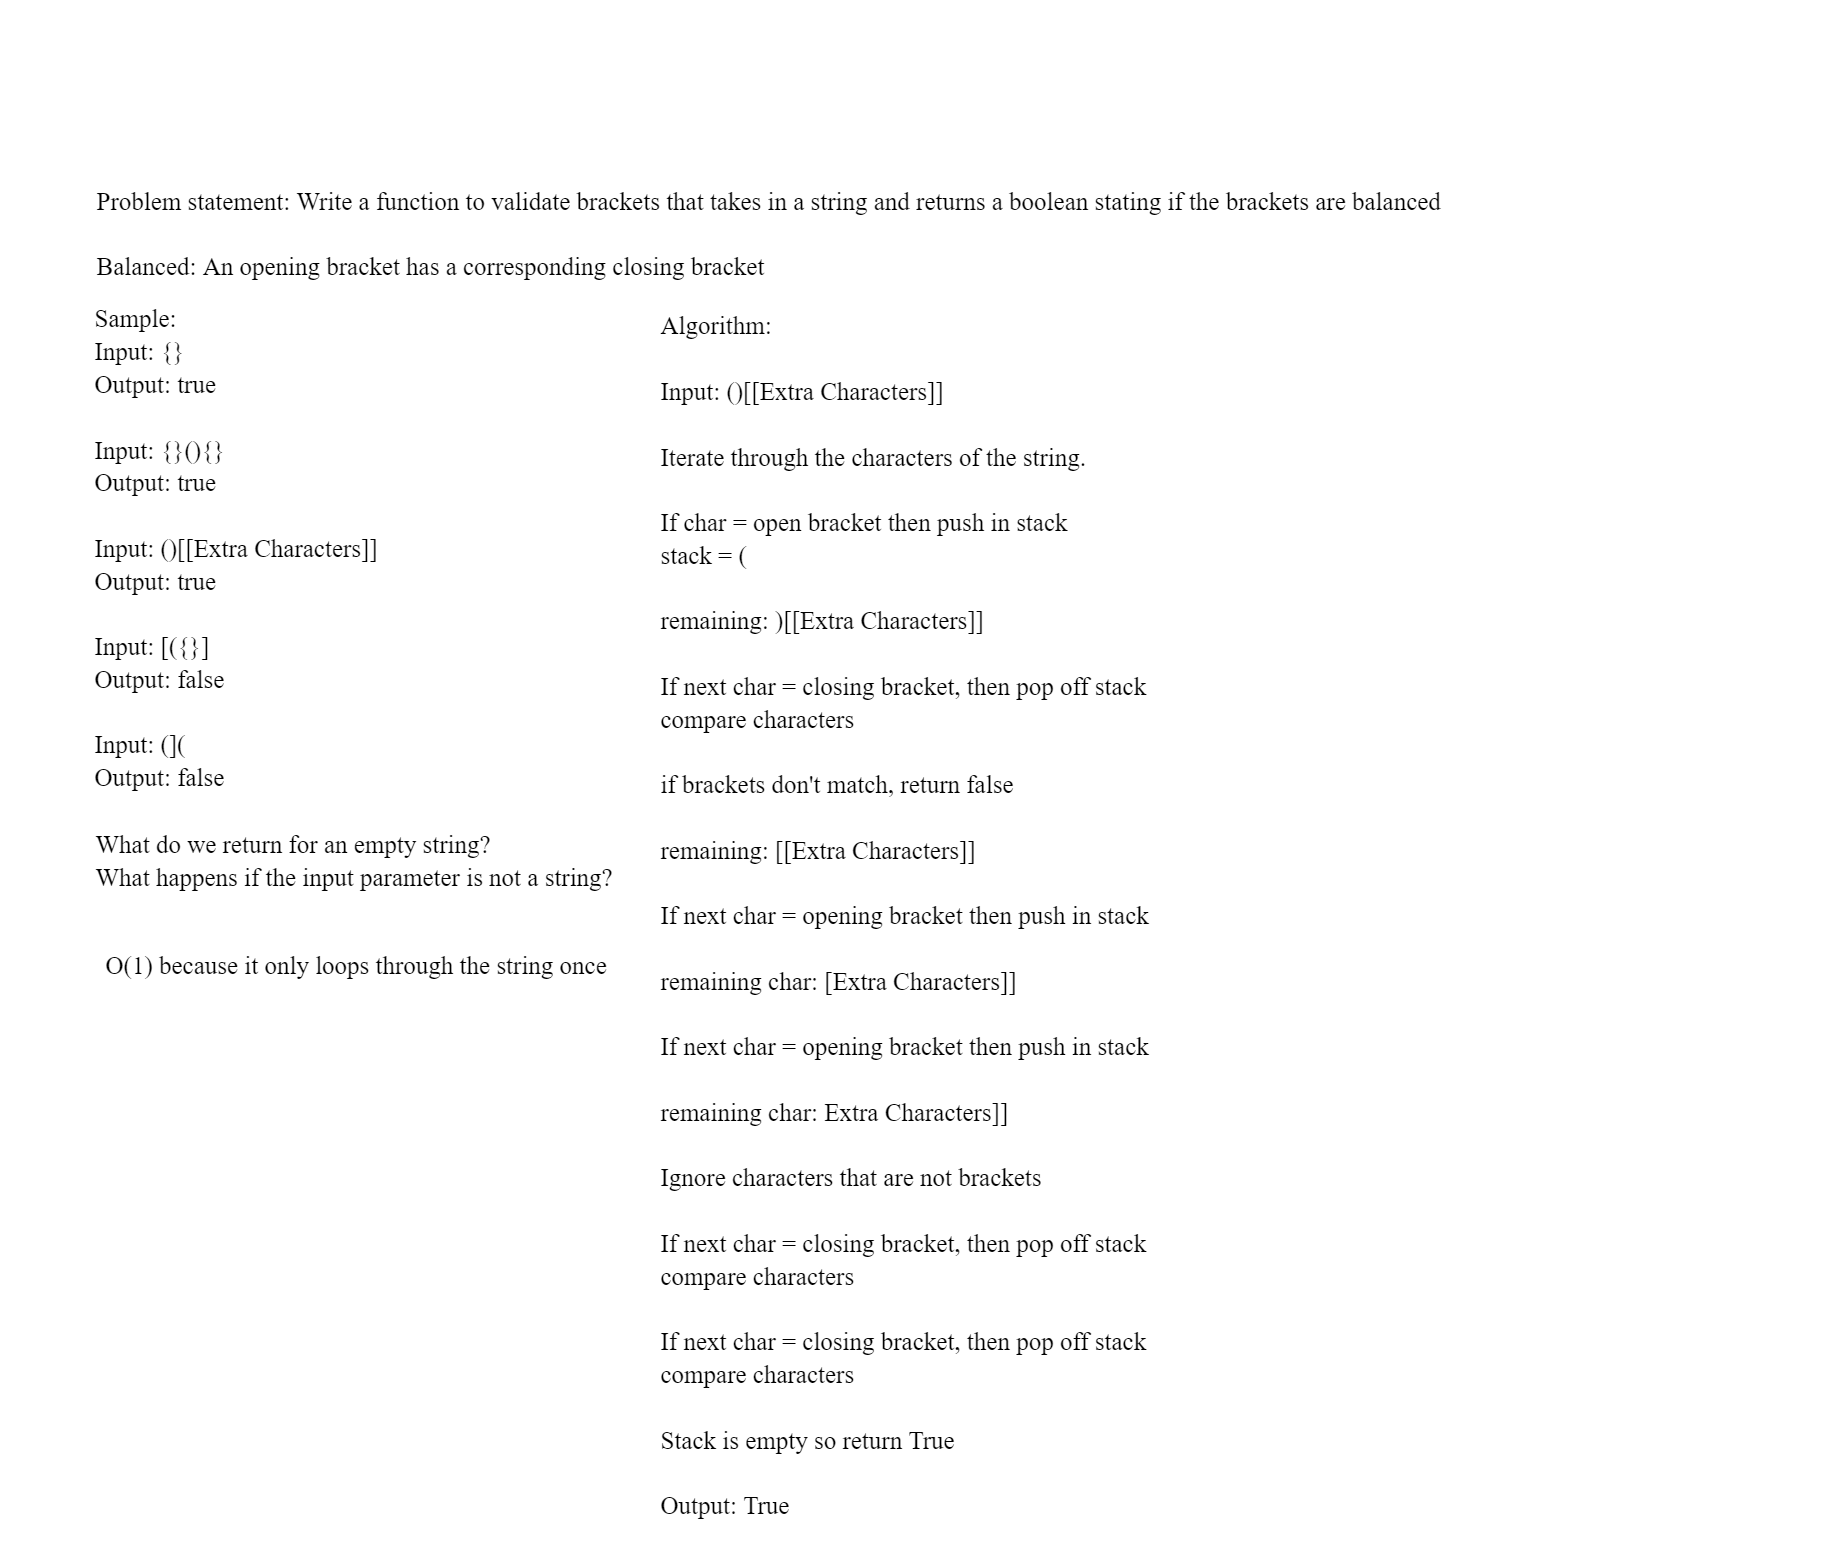 Problem statement: Write a function to validate brackets that takes in a string and returns a boolean stating if the brackets are balanced
Balanced: An opening bracket has a corresponding closing bracket
Sample:
Input: {}
Output: true
Input: {}(){}
Output: true
Input: ()[[Extra Characters]]
Output: true
Input: [({}]
Output: false
Input: (](
Output: false
What do we return for an empty string?
What happens if the input parameter is not a string?
O(1) because it only loops through the string once
Algorithm:
Input: ()[[Extra Characters]]
Iterate through the characters of the string.
If char = open bracket then push in stack
stack = (
remaining: )[[Extra Characters]]
If next char = closing bracket, then pop off stack
compare characters
if brackets don't match, return false
remaining: [[Extra Characters]]
If next char = opening bracket then push in stack
remaining char: [Extra Characters]]
If next char = opening bracket then push in stack
remaining char: Extra Characters]]
Ignore characters that are not brackets
If next char = closing bracket, then pop off stack
compare characters
If next char = closing bracket, then pop off stack
compare characters
Stack is empty so return True
Output: True